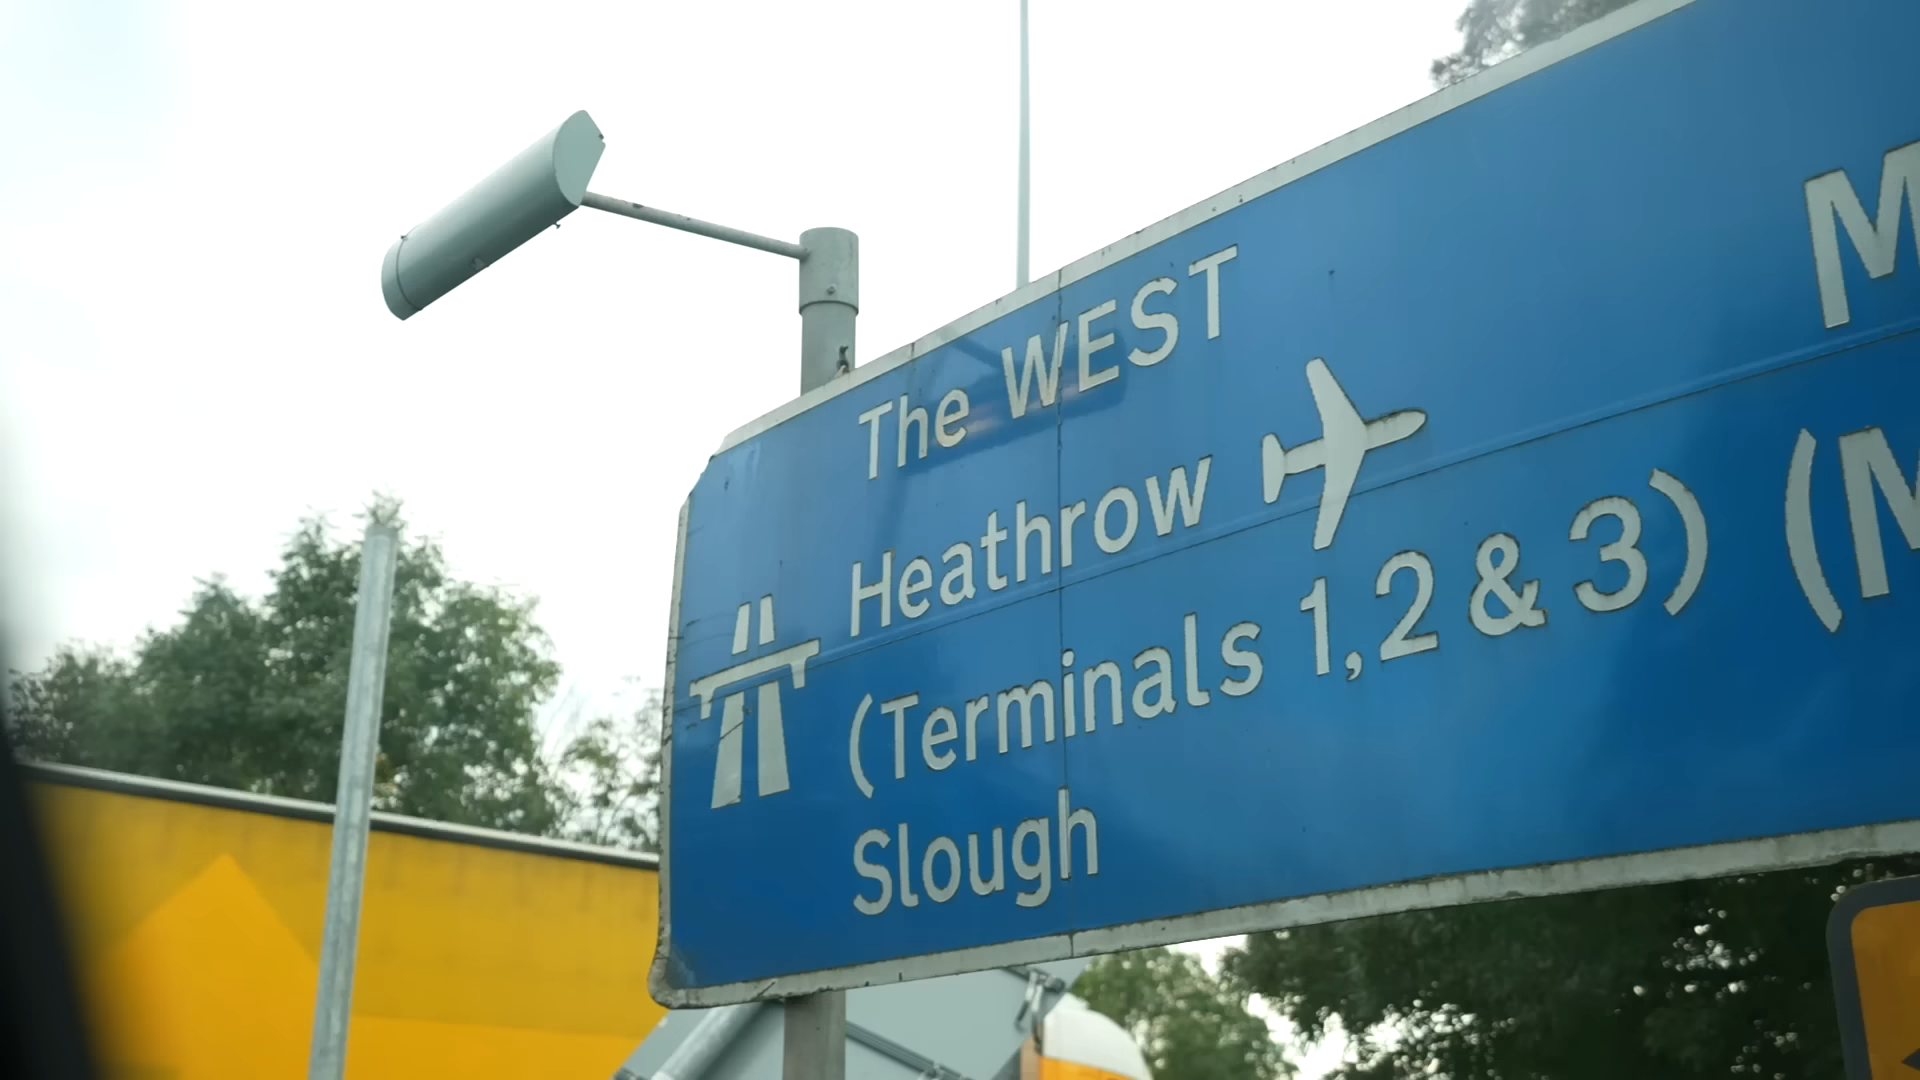 The WEST
Heathrow
(Terminals 1,2 & 3)
Slough
M
(M